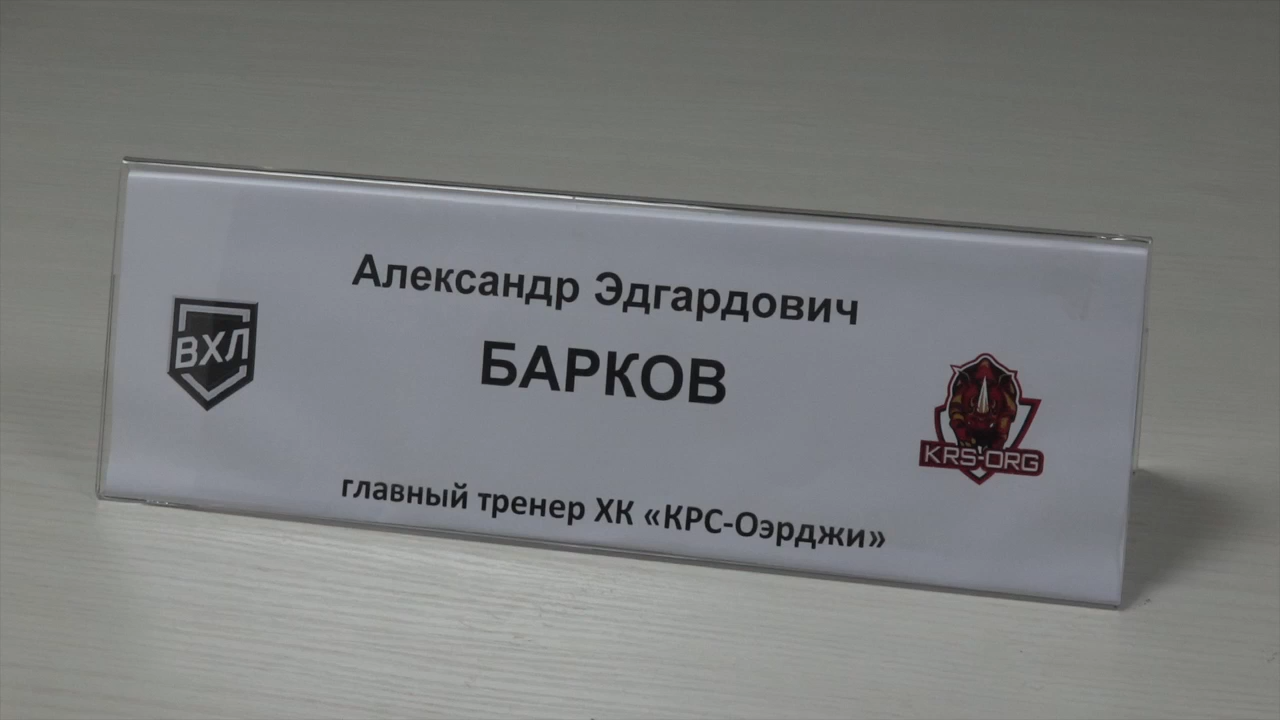 Александр Эдгардович
БАРКОВ
ВХЛ
KRS-ORG
главный тренер ХК «КРС-Оэрджи»